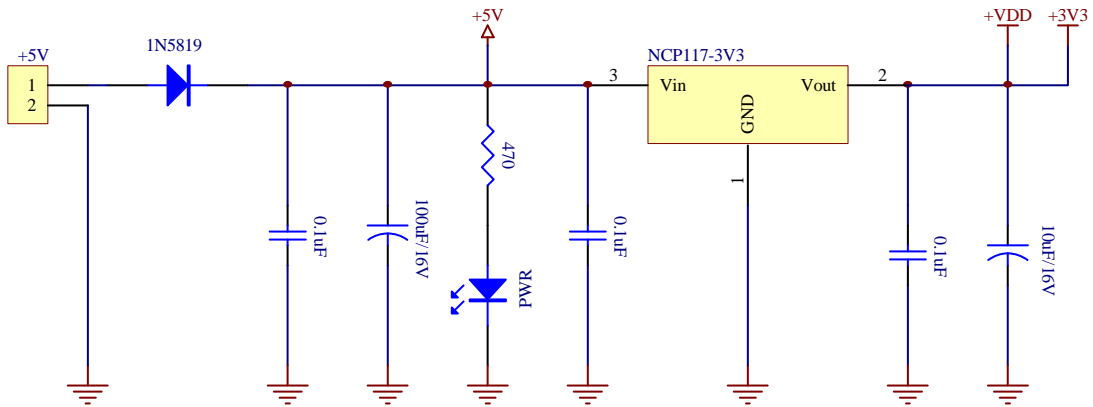 +5V
1
2
1N5819
+5V
NCP117-3V3
3
Vin
Vout
2
GND
1
+VDD
+3V3
0.1uF
100uF/16V
470
PWR
0.1uF
0.1uF
10uF/16V